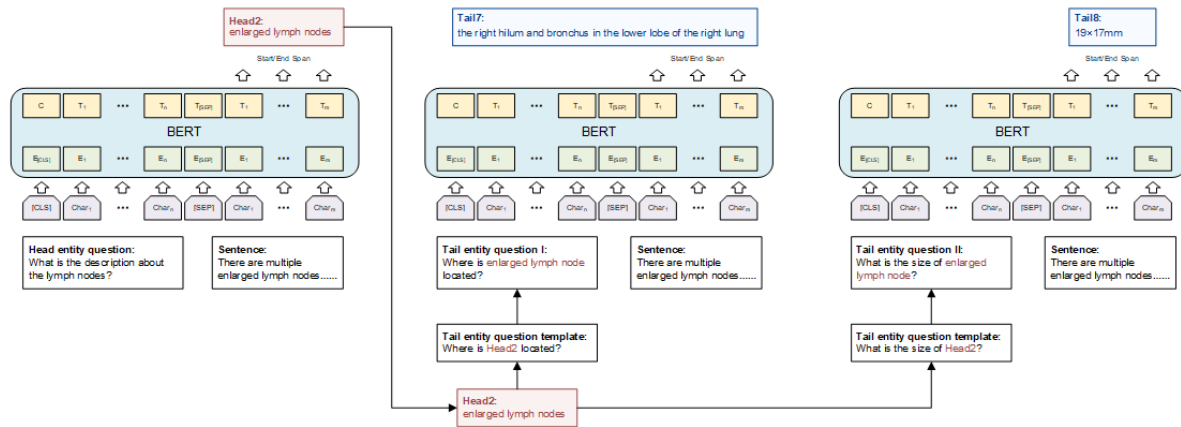 Head2:
enlarged lymph nodes
Tail7:
the right hilum and bronchus in the lower lobe of the right lung
Tail8:
19×17mm
Start/End Span
Start/End Span
Start/End Span
C T₁ ••• Tₙ T[SEP] T₁ ••• Tₘ
BERT
E[CLS] E₁ ••• Eₙ E[SEP] E₁ ••• Eₘ
[CLS] Char₁ ••• Charₙ [SEP] Char₁ ••• Charₘ
C T₁ ••• Tₙ T[SEP] T₁ ••• Tₘ
BERT
E[CLS] E₁ ••• Eₙ E[SEP] E₁ ••• Eₘ
[CLS] Char₁ ••• Charₙ [SEP] Char₁ ••• Charₘ
C T₁ ••• Tₙ T[SEP] T₁ ••• Tₘ
BERT
E[CLS] E₁ ••• Eₙ E[SEP] E₁ ••• Eₘ
[CLS] Char₁ ••• Charₙ [SEP] Char₁ ••• Charₘ
Head entity question:
What is the description about
the lymph nodes?
Sentence:
There are multiple
enlarged lymph nodes......
Tail entity question I:
Where is enlarged lymph node
located?
Sentence:
There are multiple
enlarged lymph nodes......
Tail entity question II:
What is the size of enlarged
lymph node?
Sentence:
There are multiple
enlarged lymph nodes......
Tail entity question template:
Where is Head2 located?
Tail entity question template:
What is the size of Head2?
Head2:
enlarged lymph nodes